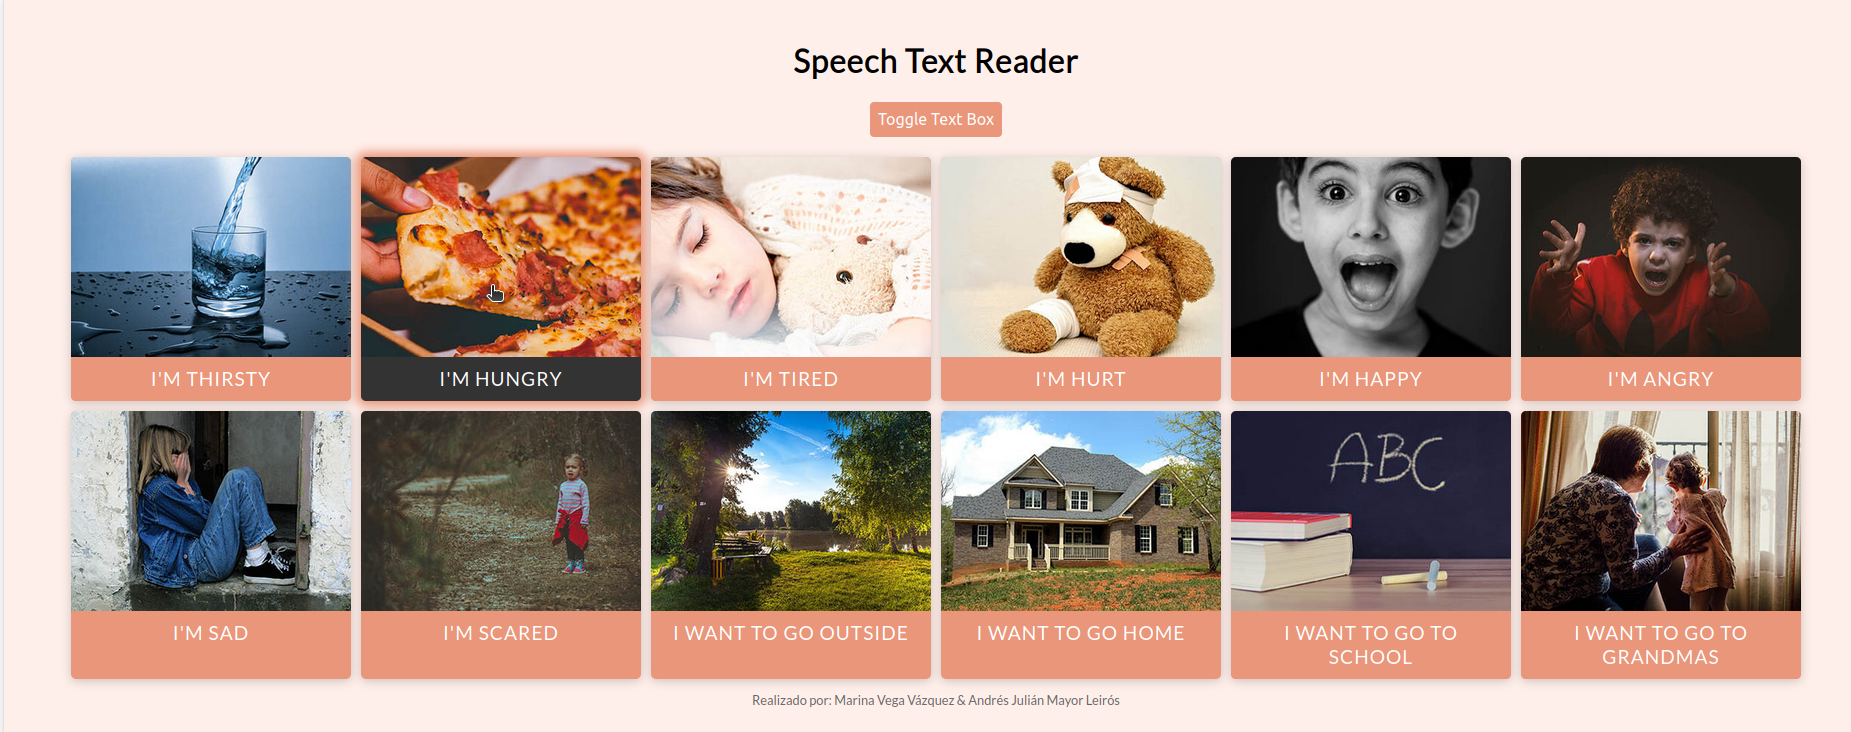 Speech Text Reader
Toggle Text Box
I'M THIRSTY
I'M HUNGRY
I'M TIRED
I'M HURT
I'M HAPPY
I'M ANGRY
ABC
I'M SAD
I'M SCARED
I WANT TO GO OUTSIDE
I WANT TO GO HOME
I WANT TO GO TO
SCHOOL
I WANT TO GO TO
GRANDMAS
Realizado por: Marina Vega Vázquez & Andrés Julián Mayor Leirós